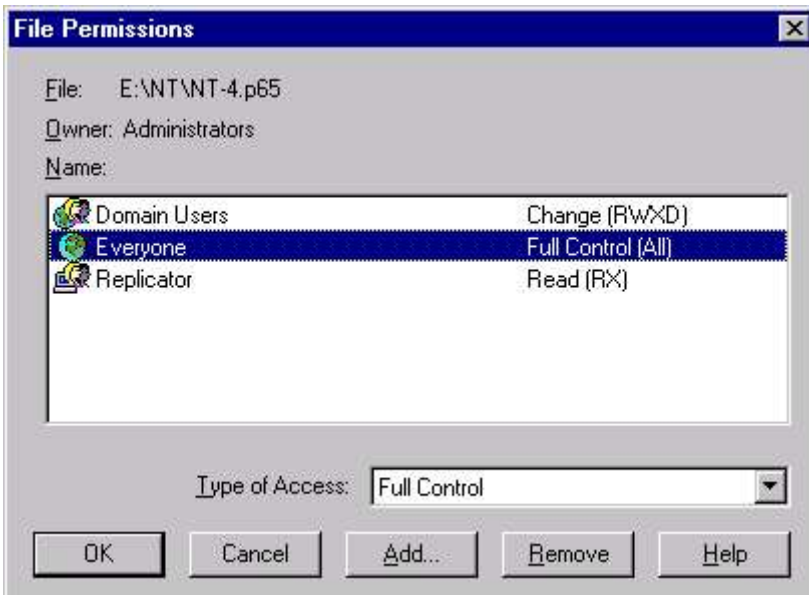 File Permissions
File: E:\NT\NT-4.p65
Owner: Administrators
Name:
Domain Users Change (RWXD)
Everyone Full Control (All)
Replicator Read (RX)
Type of Access: Full Control
OK Cancel Add... Remove Help